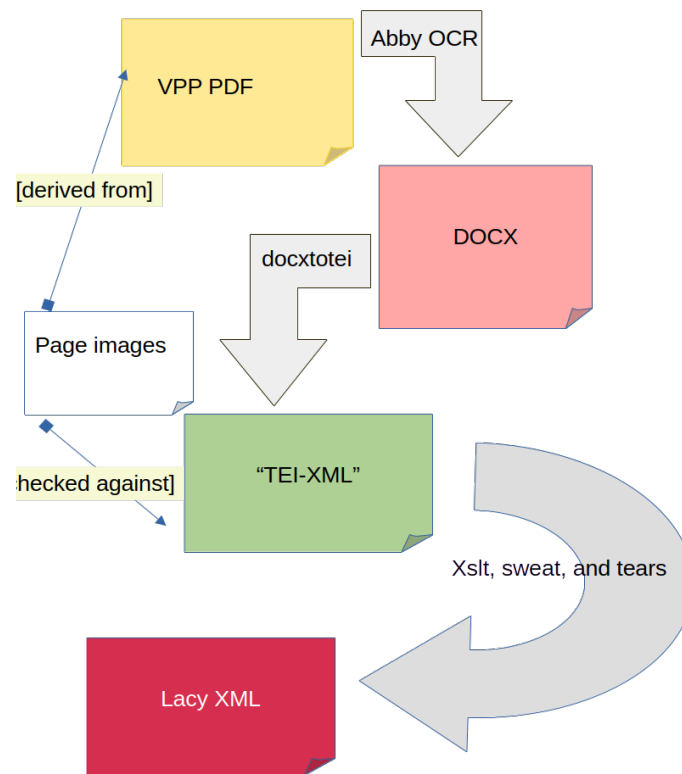 Abby OCR
VPP PDF
[derived from]
DOCX
docxtotei
Page images
“TEI-XML”
hecked against]
Xslt, sweat, and tears
Lacy XML